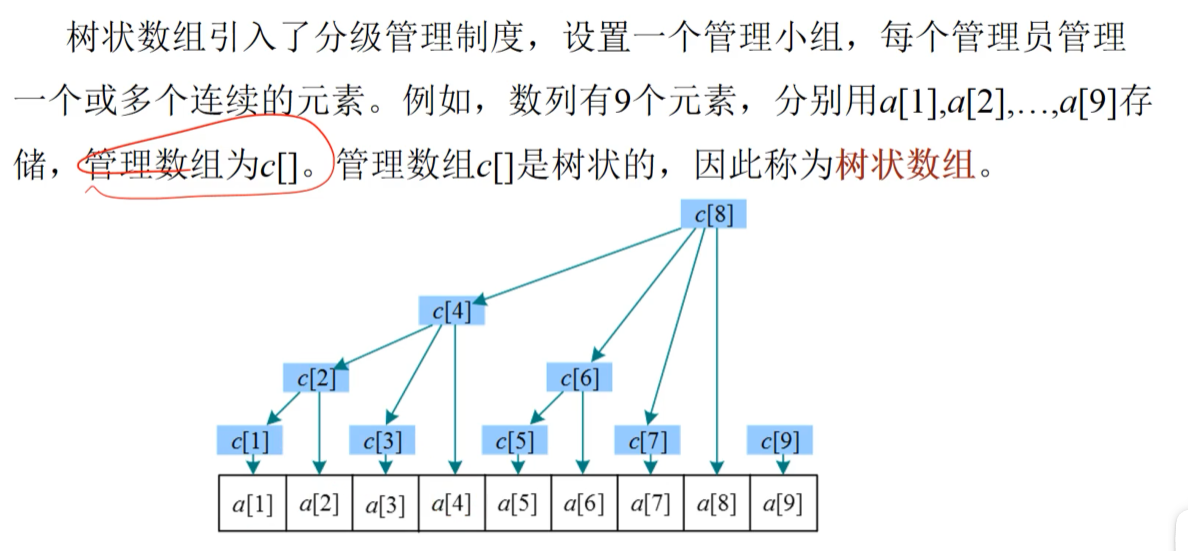 树状数组引入了分级管理制度，设置一个管理小组，每个管理员管理
一个或多个连续的元素。例如，数列有9个元素，分别用a[1],a[2],…,a[9]存
储，管理数组为c[]。管理数组c[]是树状的，因此称为树状数组。
c[8]
c[4]
c[2] c[6]
c[1] c[3] c[5] c[7] c[9]
a[1] a[2] a[3] a[4] a[5] a[6] a[7] a[8] a[9]